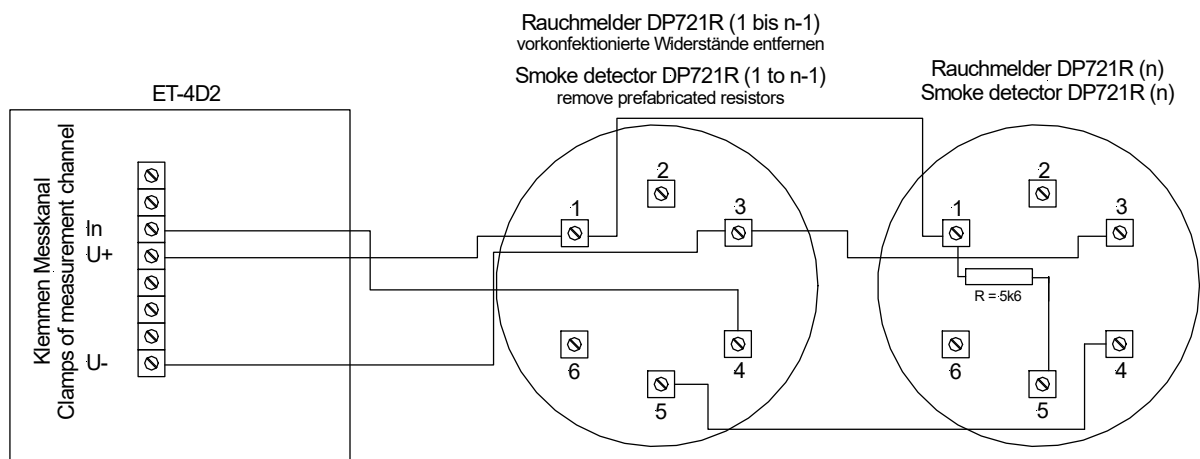 Rauchmelder DP721R (1 bis n-1)
vorkonfektionierte Widerstände entfernen
Smoke detector DP721R (1 to n-1)
remove prefabricated resistors
Rauchmelder DP721R (n)
Smoke detector DP721R (n)
ET-4D2
Klemmen Messkanal
Clamps of measurement channel
In
U+
U-
1
2
3
4
5
6
1
2
3
R = 5k6
4
5
6